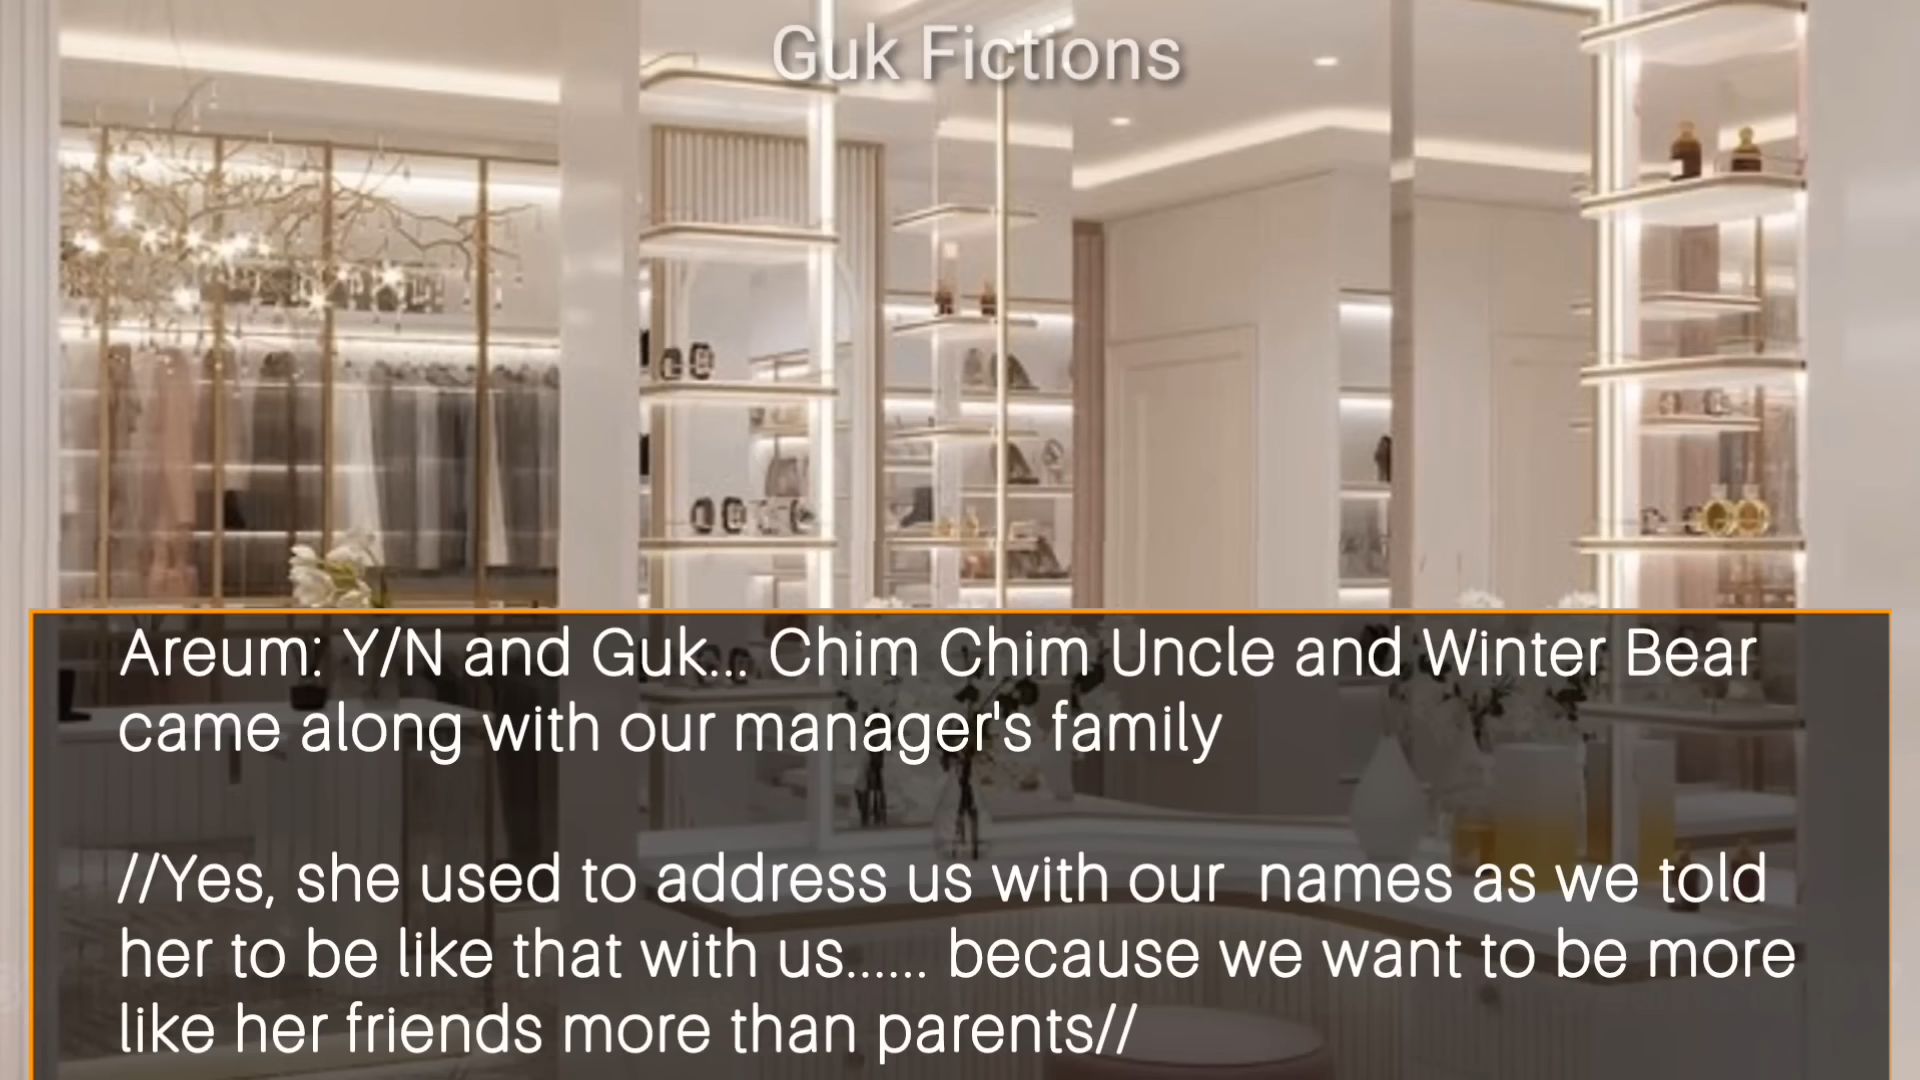 Guk Fictions
Areum: Y/N and Guk... Chim Chim Uncle and Winter Bear
came along with our manager's family
//Yes, she used to address us with our  names as we told
her to be like that with us...... because we want to be more
like her friends more than parents//